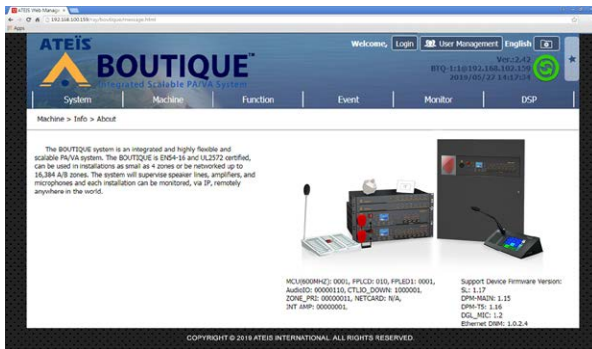 ATEÏS Web Manage
192.168.100.158
Apps
ATEÏS
BOUTIQUE™
Integrated Scalable PA/VA System
Welcome, Login User Management English
Ver.:2.42
BTQ-1:1@192.168.102.159
2019/05/27 14:17:54
System Machine Function Event Monitor DSP
Machine > Info > About
The BOUTIQUE system is an integrated and highly flexible and
scalable PA/VA system. The BOUTIQUE is EN54-16 and UL2572 certified,
can be used in installations as small as 4 zones or be networked up to
16,384 A/B zones. The system will supervise speaker lines, amplifiers, and
microphones and each installation can be monitored, via IP, remotely
anywhere in the world.
MCU(600MHZ): 0001, FPLCD: 010, FPLED1: 0001,
AudioIO: 00000110, CTLIO_DOWN: 1000001,
ZONE_PRI: 00000011, NETCARD: N/A,
INT AMP: 00000001,
Support Device Firmware Version:
SL: 1.17
DPM-MAIN: 1.15
DPM-TS: 1.16
DGL_MIC: 1.2
Ethernet DNM: 1.0.2.4
COPYRIGHT © 2019 ATEIS INTERNATIONAL. ALL RIGHTS RESERVED.